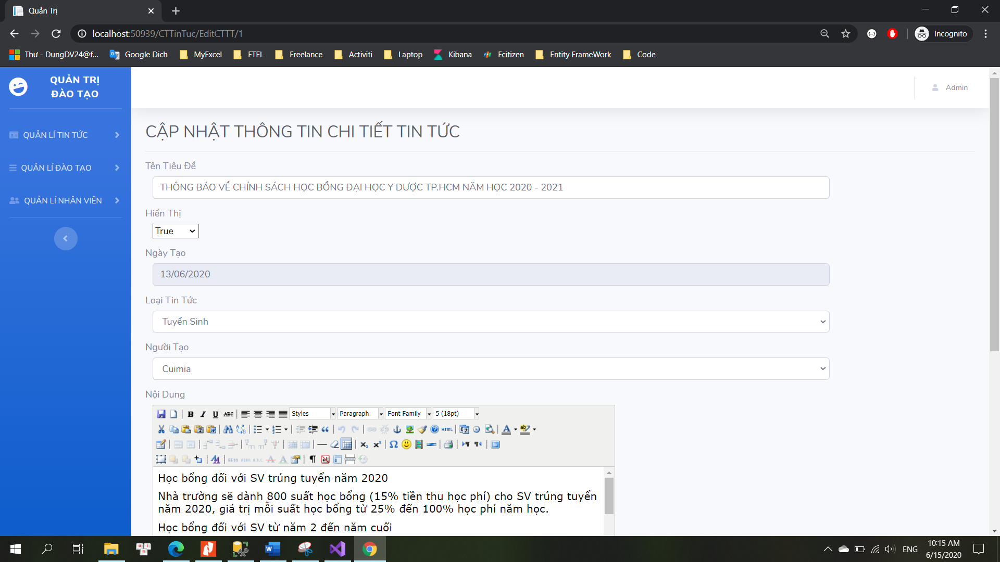 Quản Trị
localhost:50939/CTTinTuc/EditCTTT/1
Incognito
Thư - DungDV24@f...
Google Dịch
MyExcel
FTEL
Freelance
Activiti
Laptop
Kibana
Fcitizen
Entity FrameWork
Code
QUẢN TRỊ
ĐÀO TẠO
Admin
QUẢN LÍ TIN TỨC
QUẢN LÍ ĐÀO TẠO
QUẢN LÍ NHÂN VIÊN
CẬP NHẬT THÔNG TIN CHI TIẾT TIN TỨC
Tên Tiêu Đề
THÔNG BÁO VỀ CHÍNH SÁCH HỌC BỔNG ĐẠI HỌC Y DƯỢC TP.HCM NĂM HỌC 2020 - 2021
Hiển Thị
True
Ngày Tạo
13/06/2020
Loại Tin Tức
Tuyển Sinh
Người Tạo
Cuimia
Nội Dung
B I U ABC Styles Paragraph Font Family 5 (18pt)
HTML
Học bổng đối với SV trúng tuyển năm 2020
Nhà trường sẽ dành 800 suất học bổng (15% tiền thu học phí) cho SV trúng tuyển
năm 2020, giá trị mỗi suất học bổng từ 25% đến 100% học phí năm học.
Học bổng đối với SV từ năm 2 đến năm cuối
ENG
10:15 AM
6/15/2020